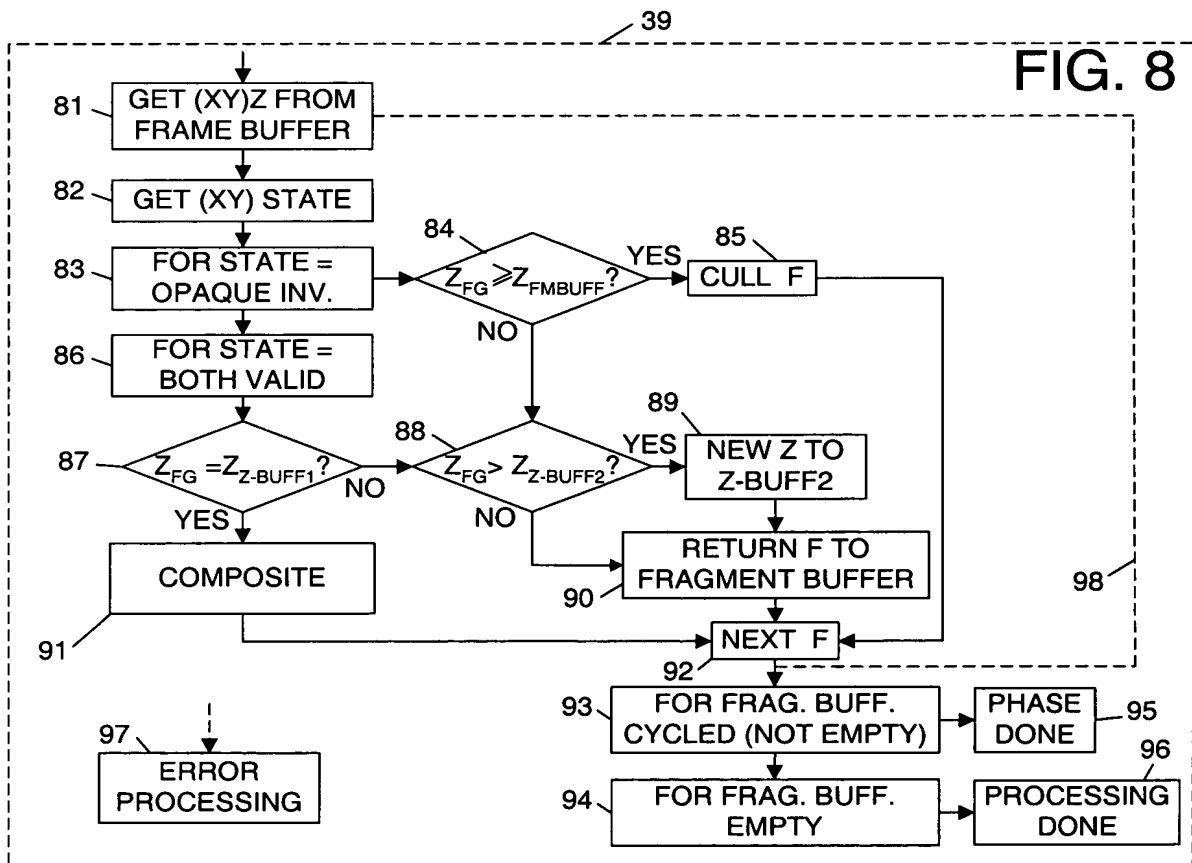 39
FIG. 8
81
GET (XY)Z FROM
FRAME BUFFER
82
GET (XY) STATE
83
FOR STATE =
OPAQUE INV.
84
Z_FG ⩾ Z_FMBUFF?
YES
NO
85
CULL F
86
FOR STATE =
BOTH VALID
87
Z_FG = Z_Z-BUFF1?
NO
YES
88
Z_FG > Z_Z-BUFF2?
YES
NO
89
NEW Z TO
Z-BUFF2
RETURN F TO
FRAGMENT BUFFER
90
COMPOSITE
91
NEXT F
92
98
93
FOR FRAG. BUFF.
CYCLED (NOT EMPTY)
PHASE
DONE
95
94
FOR FRAG. BUFF.
EMPTY
96
PROCESSING
DONE
97
ERROR
PROCESSING